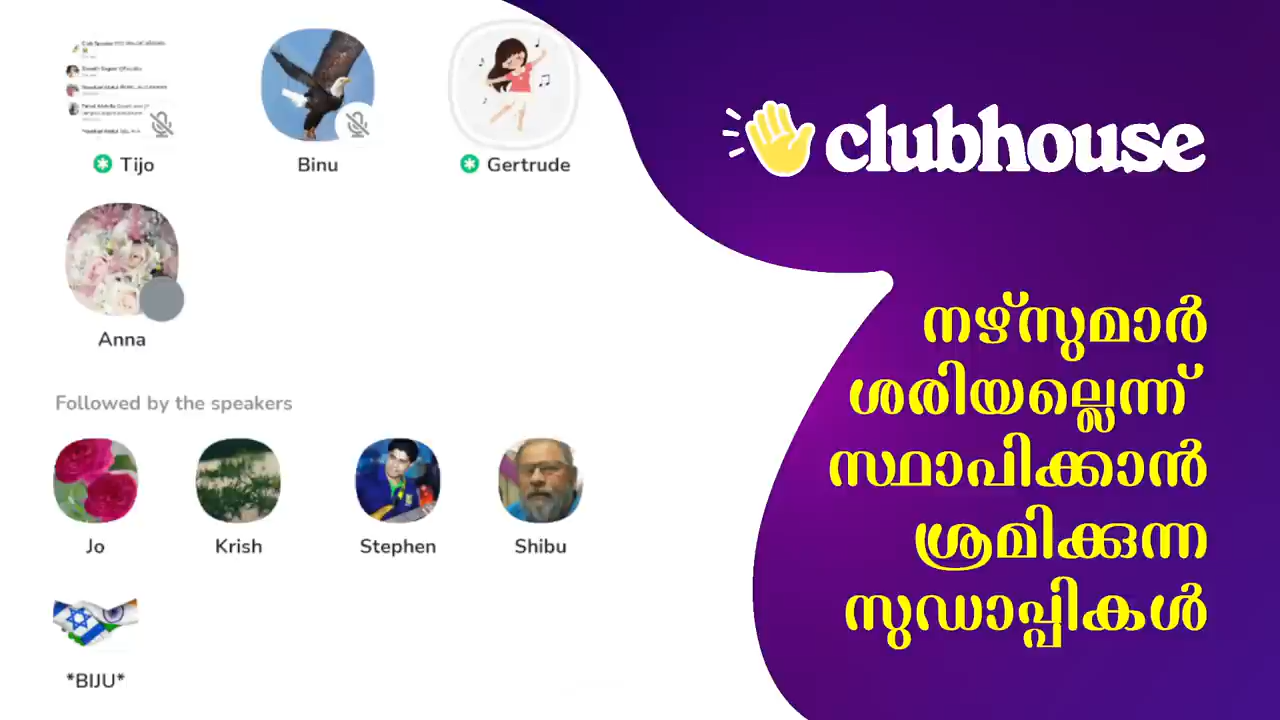 Tijo
Binu
Gertrude
Anna
Followed by the speakers
Jo
Krish
Stephen
Shibu
*BIJU*
clubhouse
നഴ്സുമാർ
ശരിയല്ലെന്ന്
സ്ഥാപിക്കാൻ
ശ്രമിക്കുന്ന
സുഡാപ്പികൾ